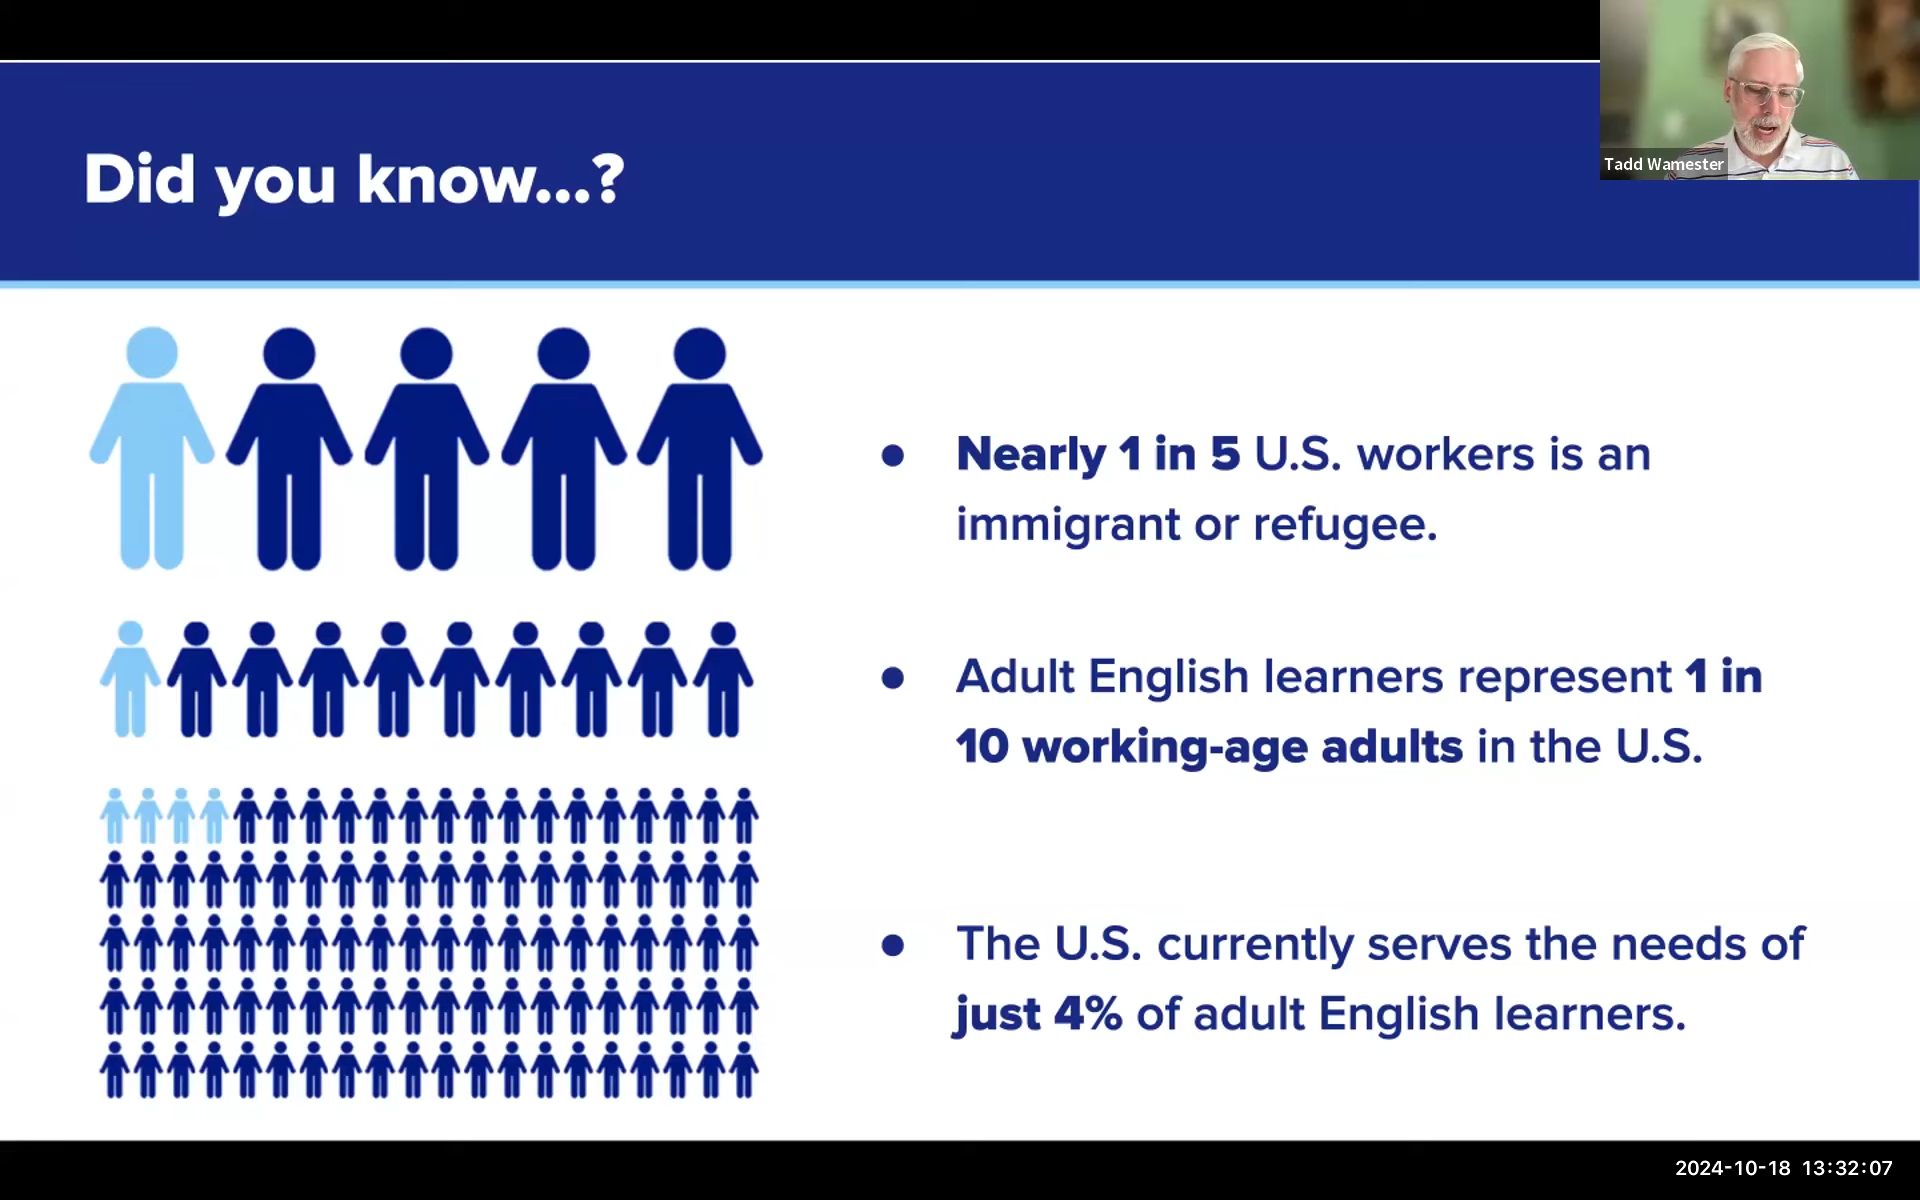 Did you know...?
Tadd Wamester
● Nearly 1 in 5 U.S. workers is an
immigrant or refugee.
● Adult English learners represent 1 in
10 working-age adults in the U.S.
● The U.S. currently serves the needs of
just 4% of adult English learners.
2024-10-18 13:32:07